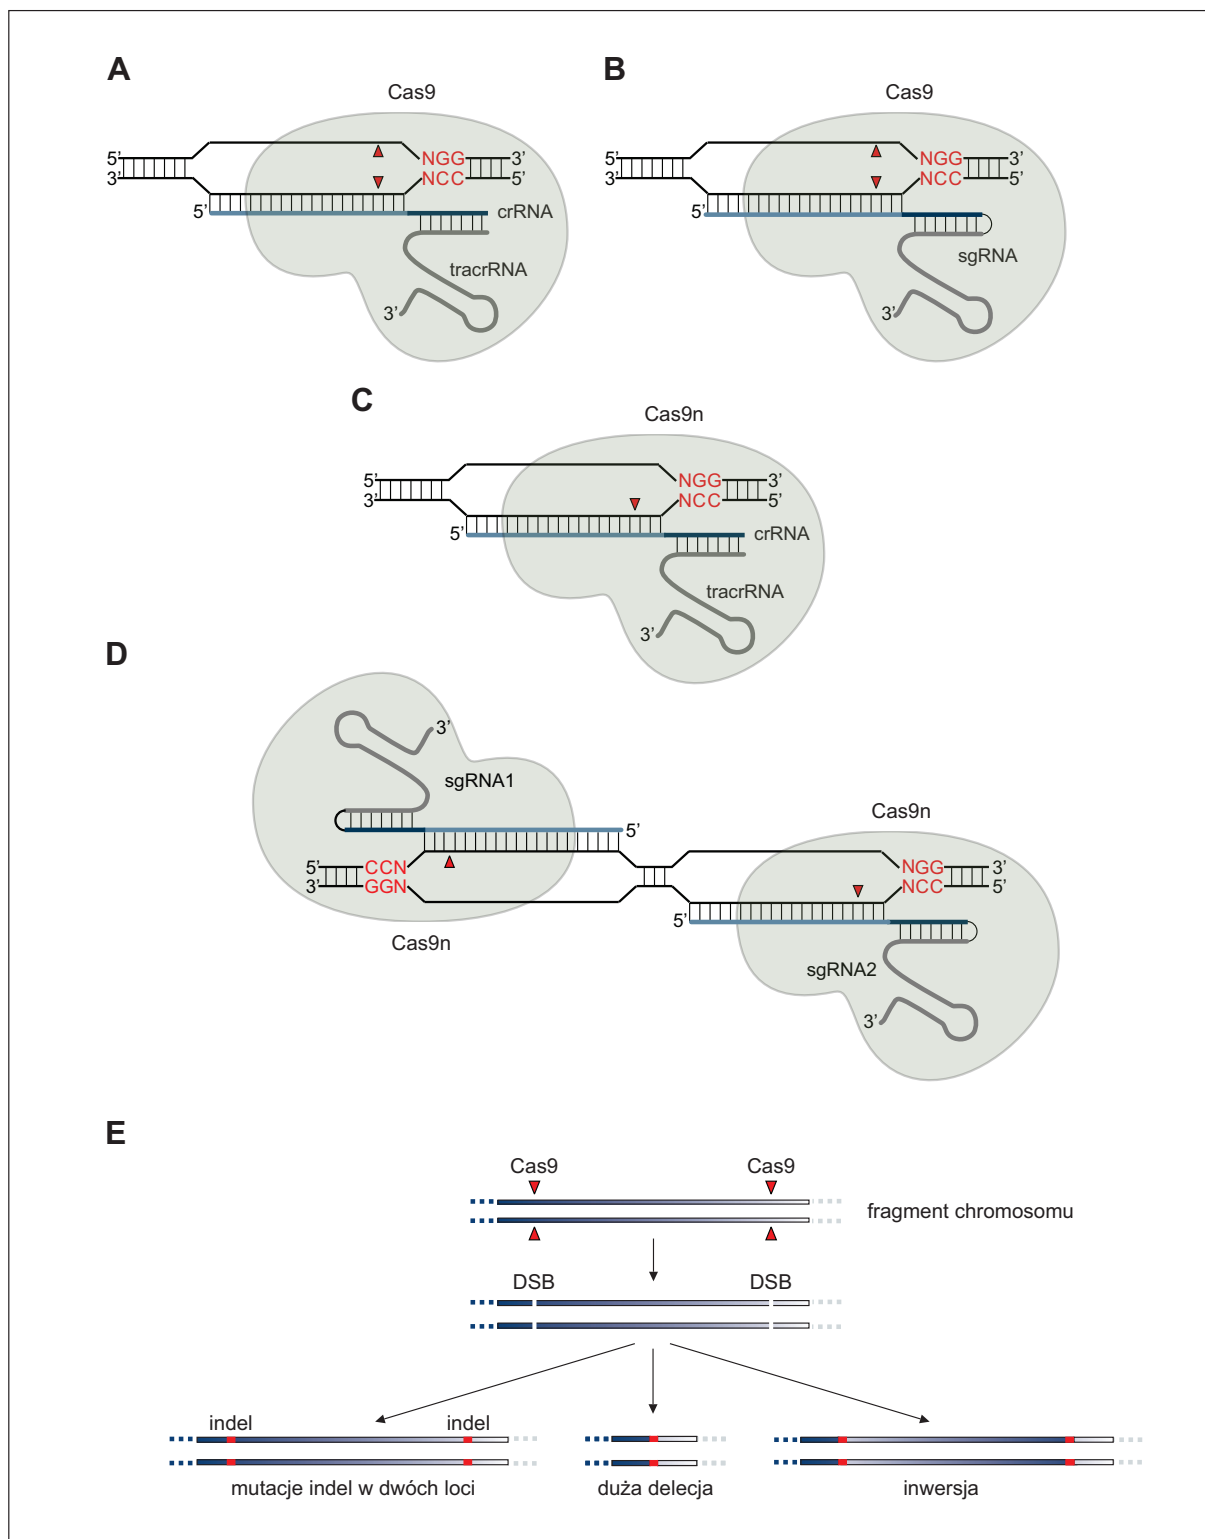 A
B
Cas9
Cas9
5’
NGG
3’
5’
NGG
3’
3’
NCC
5’
3’
NCC
5’
5’
crRNA
5’
tracrRNA
sgRNA
3’
3’
C
Cas9n
5’
NGG
3’
3’
NCC
5’
5’
crRNA
tracrRNA
3’
D
3’
sgRNA1
Cas9n
5’
5’
CCN
NGG
3’
3’
GGN
NCC
5’
5’
Cas9n
sgRNA2
3’
E
Cas9
Cas9
fragment chromosomu
DSB
DSB
indel
indel
mutacje indel w dwóch loci
duża delecja
inwersja